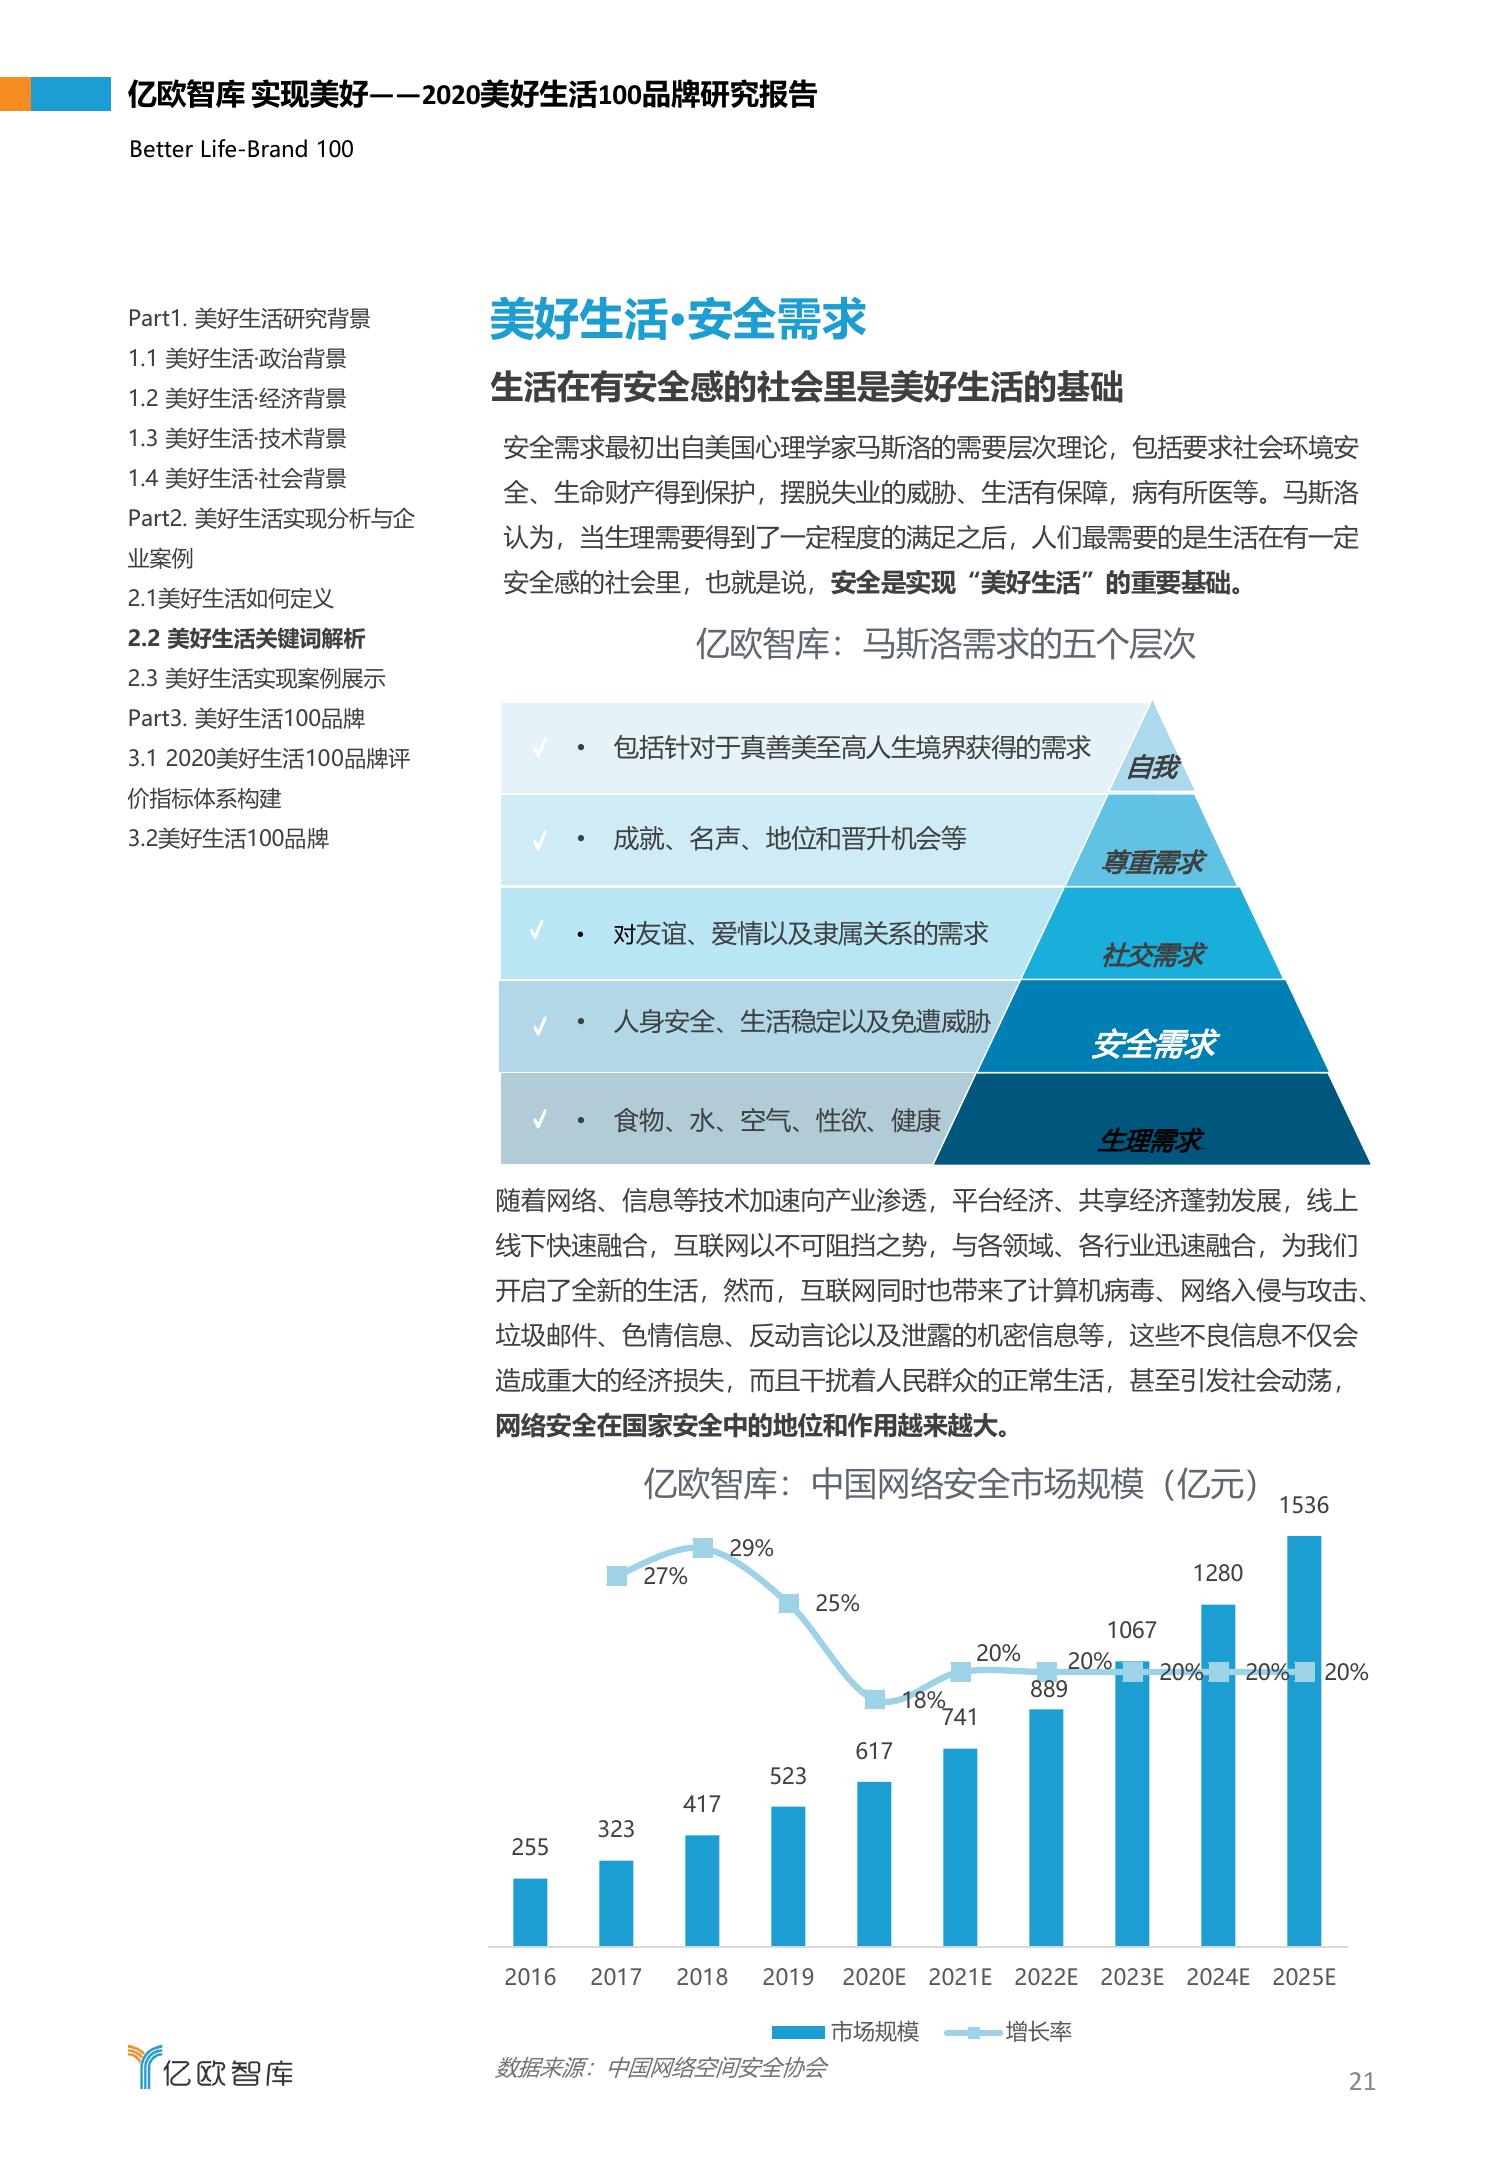 亿欧智库 实现美好——2020美好生活100品牌研究报告
Better Life-Brand 100
Part1. 美好生活研究背景
1.1 美好生活·政治背景
1.2 美好生活·经济背景
1.3 美好生活·技术背景
1.4 美好生活·社会背景
Part2. 美好生活实现分析与企
业案例
2.1美好生活如何定义
2.2 美好生活关键词解析
2.3 美好生活实现案例展示
Part3. 美好生活100品牌
3.1 2020美好生活100品牌评
价指标体系构建
3.2美好生活100品牌
美好生活•安全需求
生活在有安全感的社会里是美好生活的基础
安全需求最初出自美国心理学家马斯洛的需要层次理论，包括要求社会环境安
全、生命财产得到保护，摆脱失业的威胁、生活有保障，病有所医等。马斯洛
认为，当生理需要得到了一定程度的满足之后，人们最需要的是生活在有一定
安全感的社会里，也就是说，安全是实现“美好生活”的重要基础。
亿欧智库：马斯洛需求的五个层次
✓ • 包括针对于真善美至高人生境界获得的需求 自我
✓ • 成就、名声、地位和晋升机会等 尊重需求
✓ • 对友谊、爱情以及隶属关系的需求 社交需求
✓ • 人身安全、生活稳定以及免遭威胁 安全需求
✓ • 食物、水、空气、性欲、健康 生理需求
随着网络、信息等技术加速向产业渗透，平台经济、共享经济蓬勃发展，线上
线下快速融合，互联网以不可阻挡之势，与各领域、各行业迅速融合，为我们
开启了全新的生活，然而，互联网同时也带来了计算机病毒、网络入侵与攻击、
垃圾邮件、色情信息、反动言论以及泄露的机密信息等，这些不良信息不仅会
造成重大的经济损失，而且干扰着人民群众的正常生活，甚至引发社会动荡，
网络安全在国家安全中的地位和作用越来越大。
亿欧智库：中国网络安全市场规模（亿元）
27% 29% 25% 18% 20% 20% 20% 20% 20%
255 323 417 523 617 741 889 1067 1280 1536
2016 2017 2018 2019 2020E 2021E 2022E 2023E 2024E 2025E
市场规模 增长率
数据来源：中国网络空间安全协会
亿欧智库
21